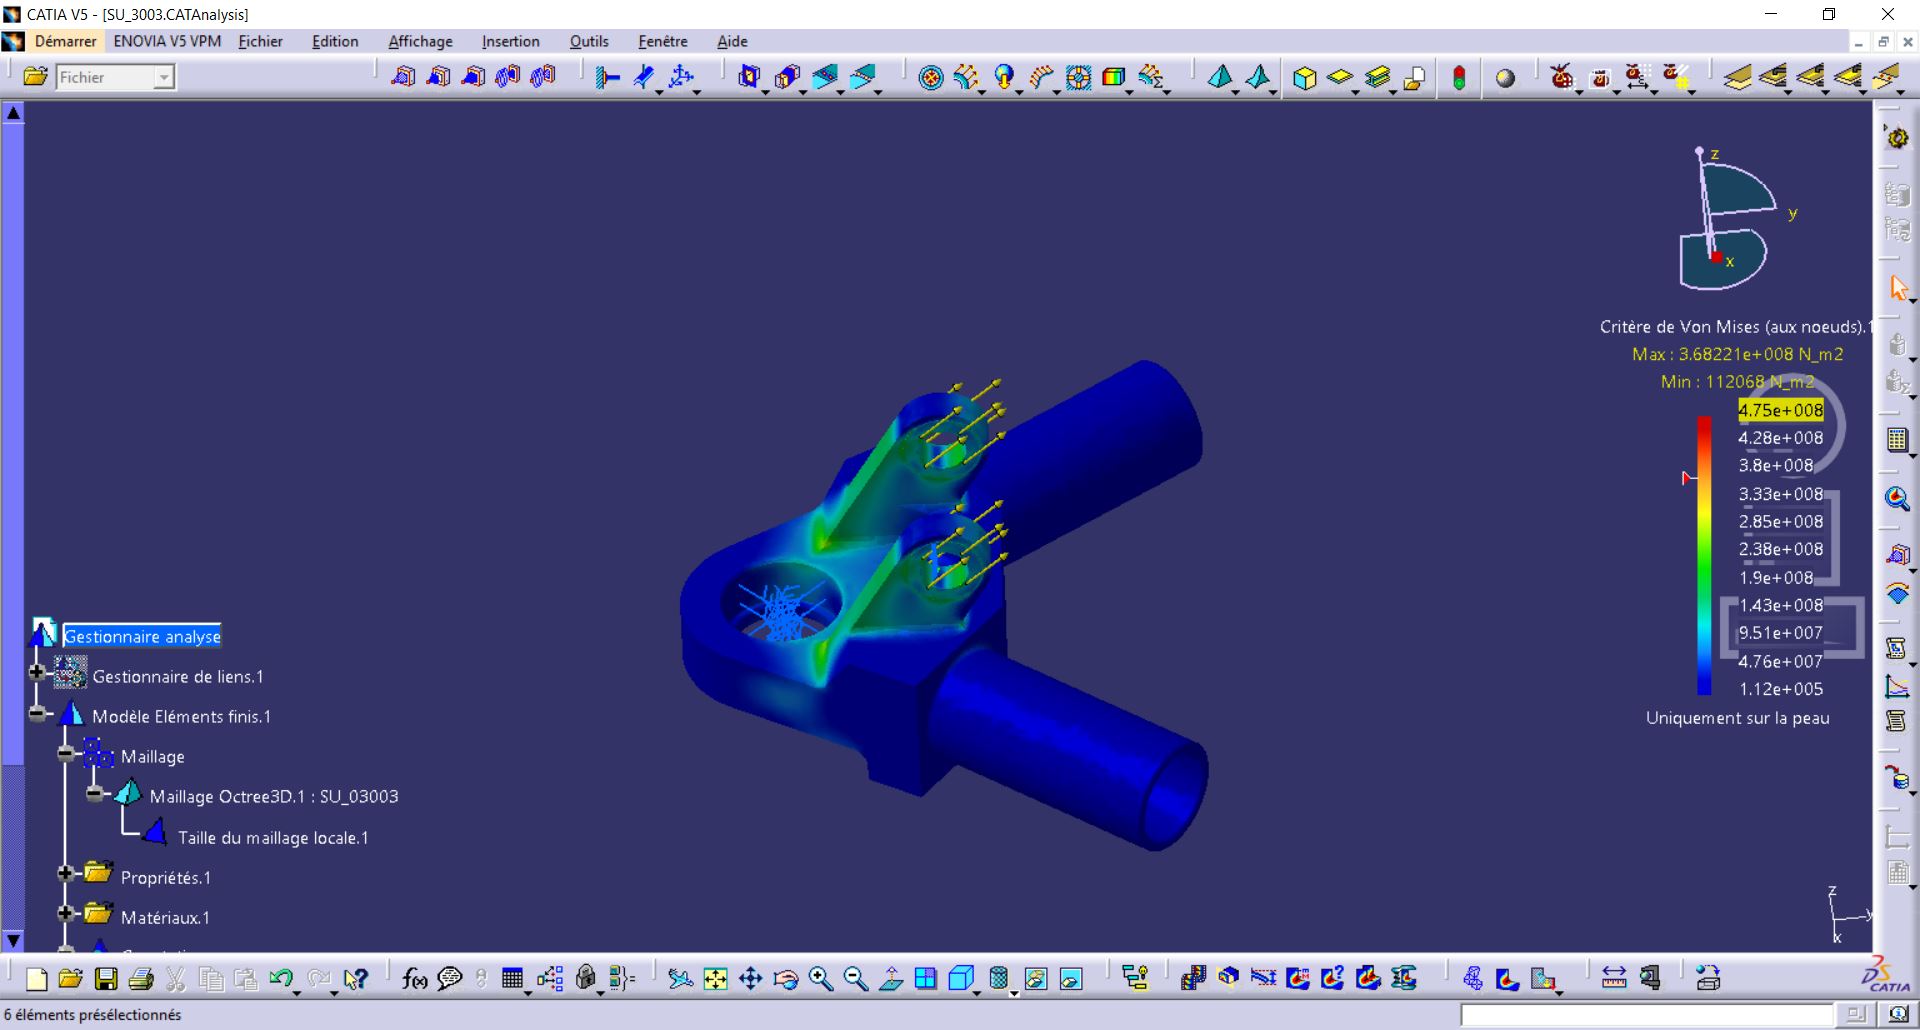 CATIA V5 - [SU_3003.CATAnalysis]
Démarrer ENOVIA V5 VPM Fichier Edition Affichage Insertion Outils Fenêtre Aide
Fichier
z
y
x
Critère de Von Mises (aux noeuds).1
Max : 3.68221e+008 N_m2
Min : 112068 N_m2
4.75e+008
4.28e+008
3.8e+008
3.33e+008
2.85e+008
2.38e+008
1.9e+008
1.43e+008
9.51e+007
4.76e+007
1.12e+005
Uniquement sur la peau
Gestionnaire analyse
Gestionnaire de liens.1
Modèle Eléments finis.1
Maillage
Maillage Octree3D.1 : SU_03003
Taille du maillage locale.1
Propriétés.1
Matériaux.1
z
y
x
f(x)
CATIA
6 éléments présélectionnés